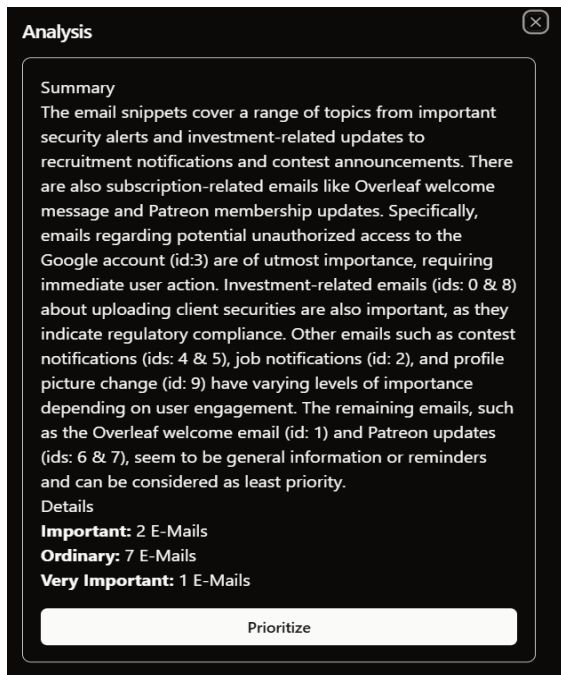 Analysis
Summary
The email snippets cover a range of topics from important
security alerts and investment-related updates to
recruitment notifications and contest announcements. There
are also subscription-related emails like Overleaf welcome
message and Patreon membership updates. Specifically,
emails regarding potential unauthorized access to the
Google account (id:3) are of utmost importance, requiring
immediate user action. Investment-related emails (ids: 0 & 8)
about uploading client securities are also important, as they
indicate regulatory compliance. Other emails such as contest
notifications (ids: 4 & 5), job notifications (id: 2), and profile
picture change (id: 9) have varying levels of importance
depending on user engagement. The remaining emails, such
as the Overleaf welcome email (id: 1) and Patreon updates
(ids: 6 & 7), seem to be general information or reminders
and can be considered as least priority.
Details
Important: 2 E-Mails
Ordinary: 7 E-Mails
Very Important: 1 E-Mails
Prioritize